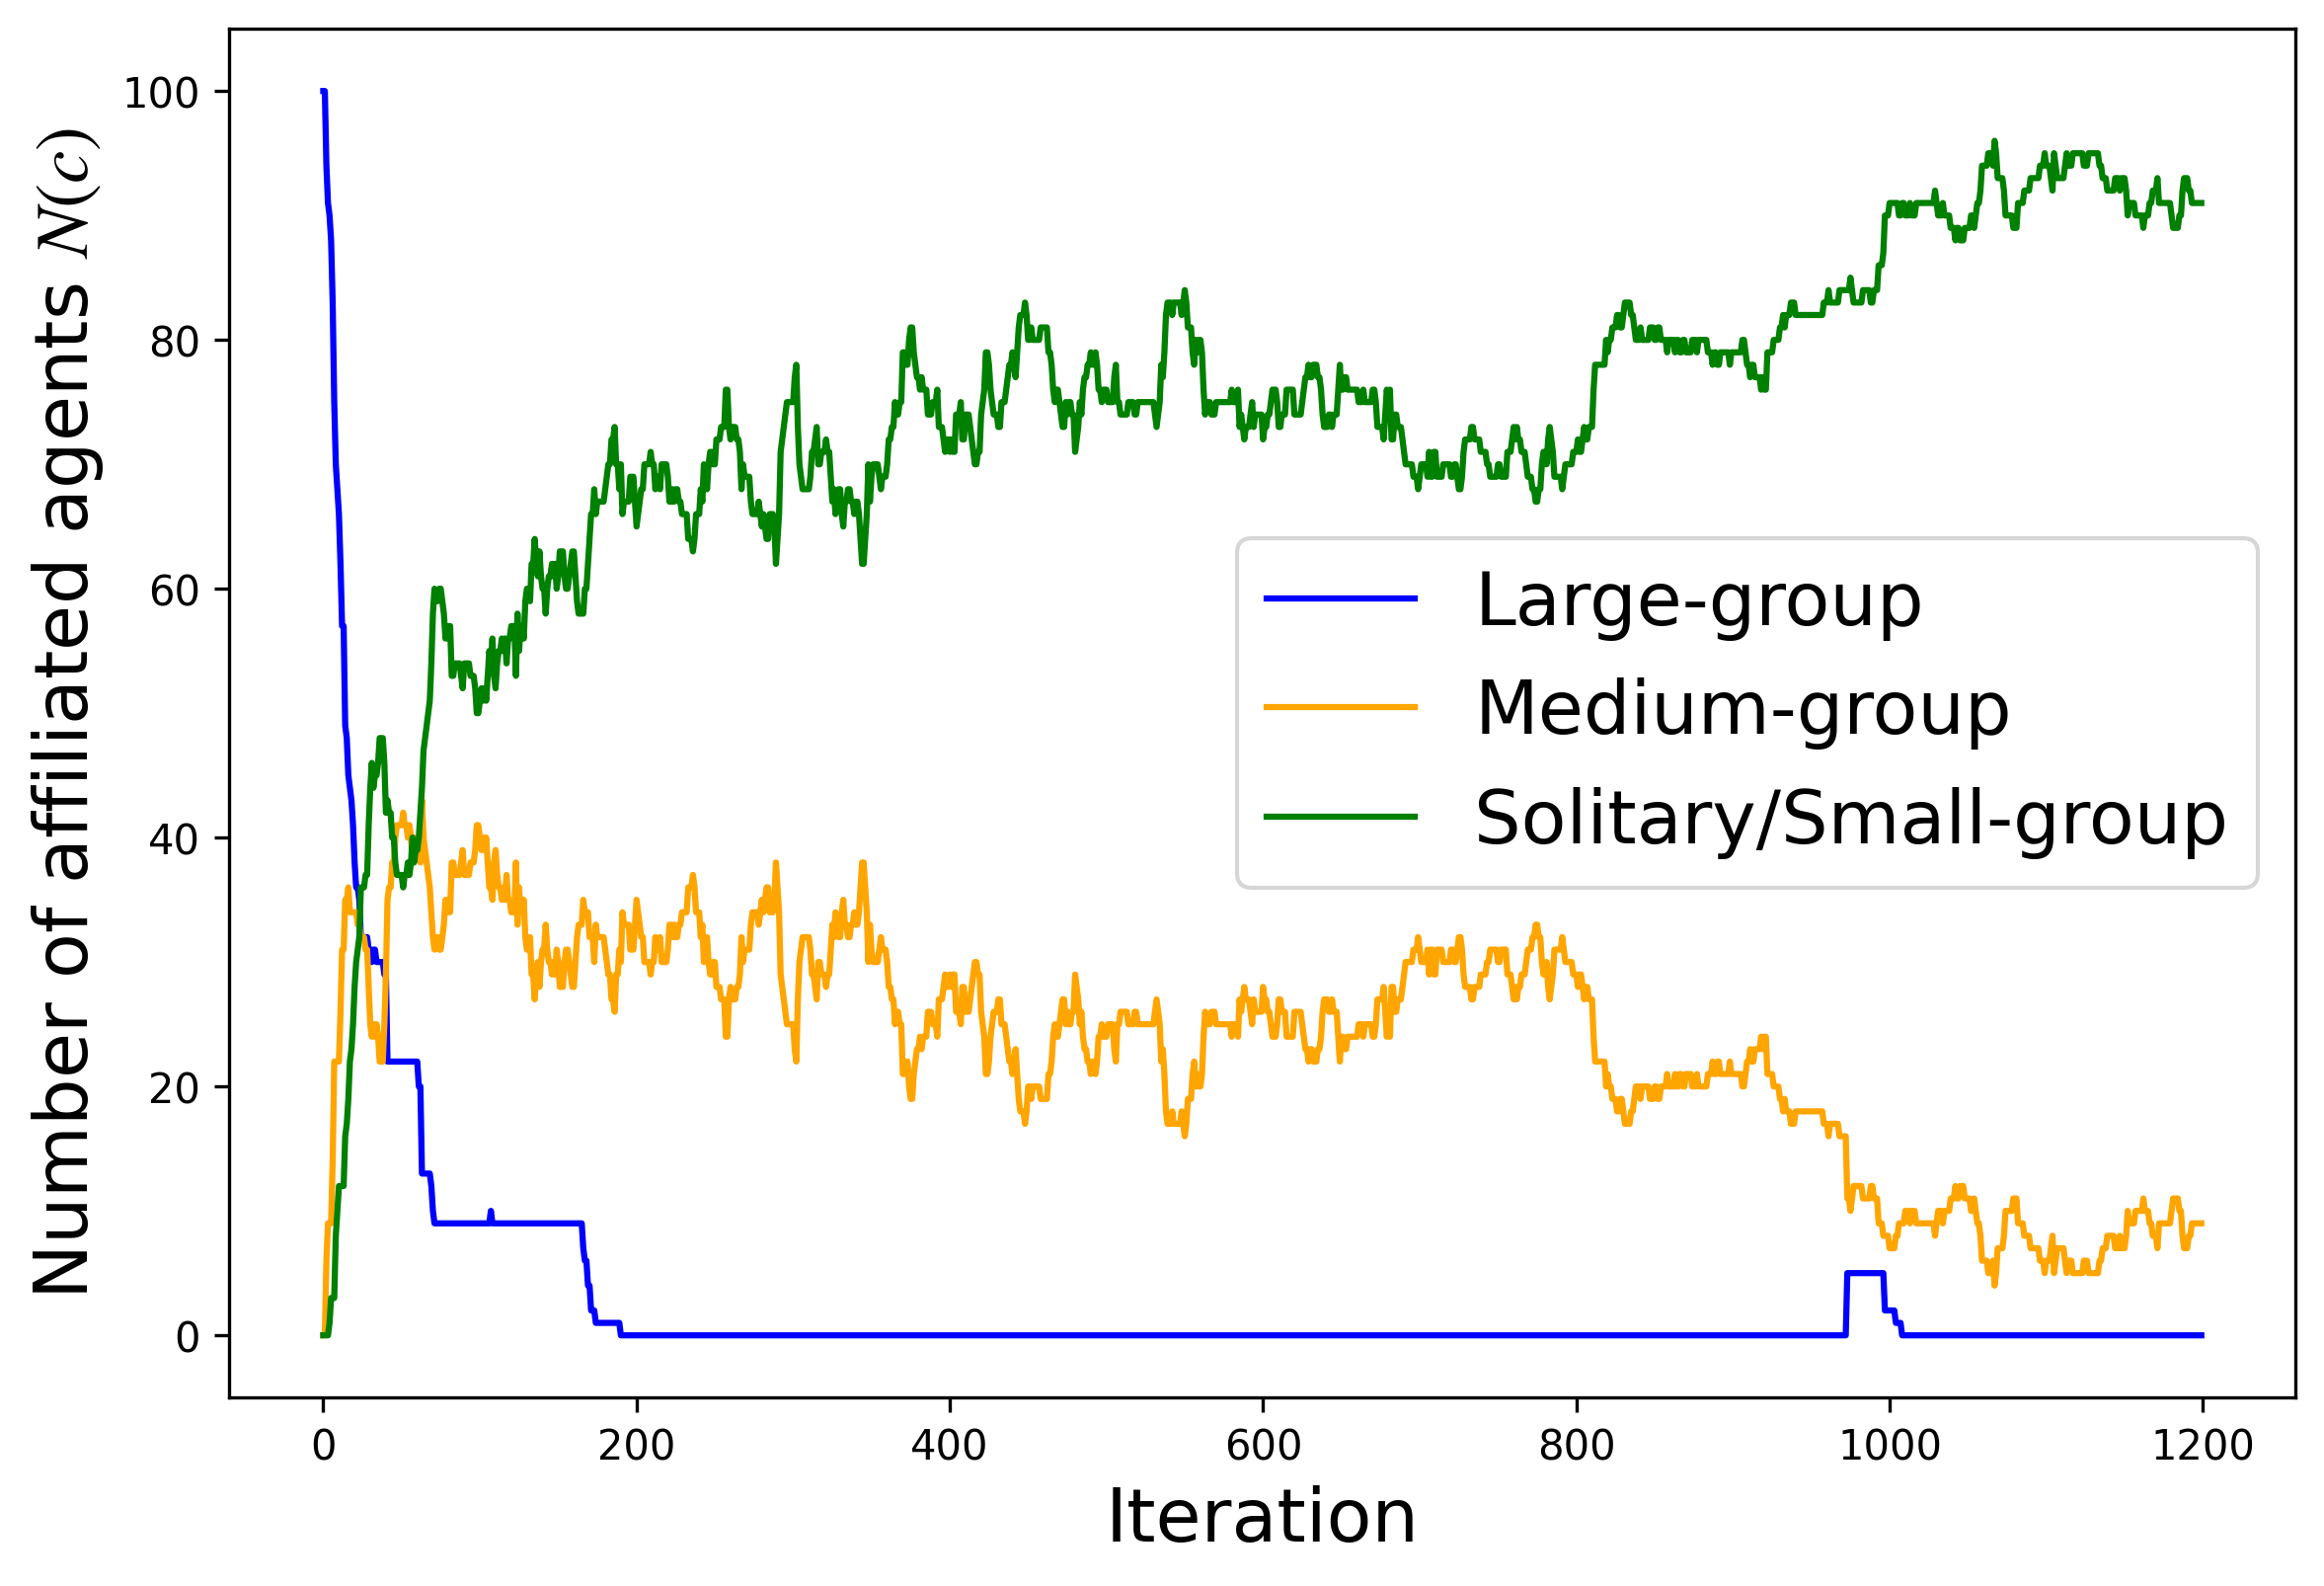 Number of affiliated agents N(c)
100
80
60
40
20
0
Large-group
Medium-group
Solitary/Small-group
0 200 400 600 800 1000 1200
Iteration